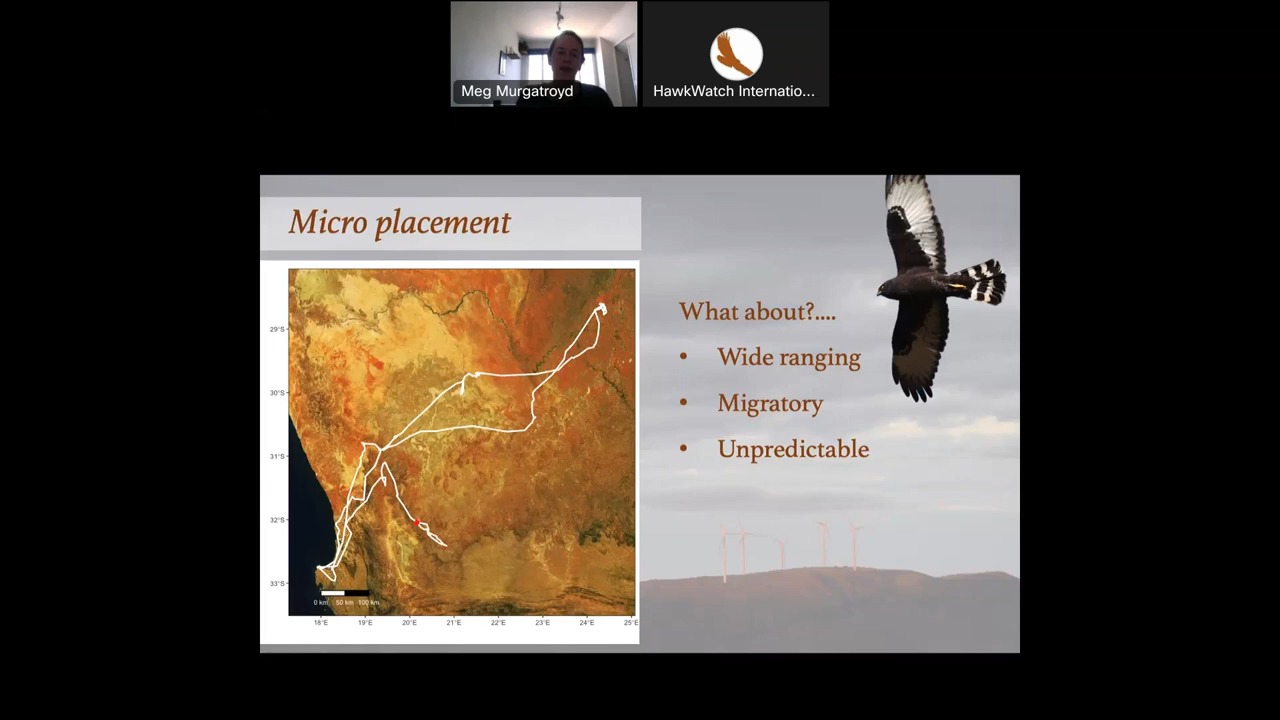 Meg Murgatroyd
HawkWatch Internatio...
Micro placement
What about?....
• Wide ranging
• Migratory
• Unpredictable
29°S
30°S
31°S
32°S
33°S
0 km 50 km 100 km
18°E 19°E 20°E 21°E 22°E 23°E 24°E 25°E